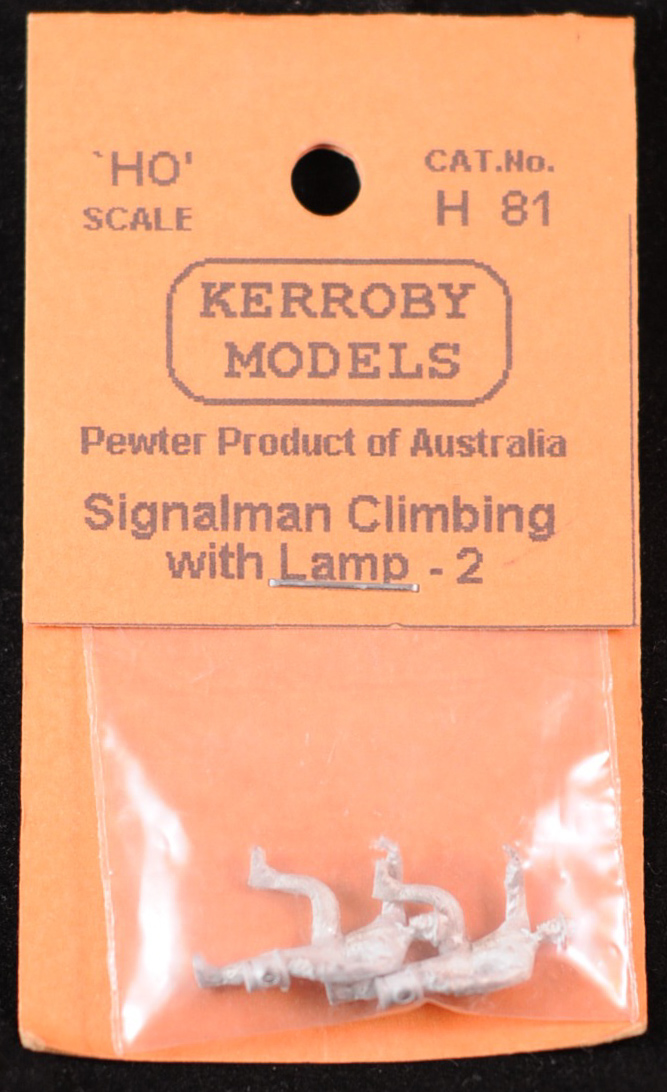 `HO'
SCALE
CAT.No.
H 81
KERROBY
MODELS
Pewter Product of Australia
Signalman Climbing
with Lamp - 2